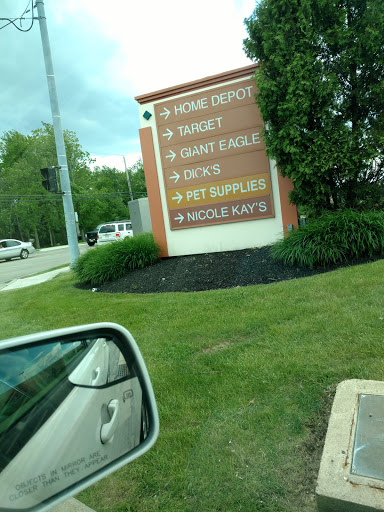 → HOME DEPOT
→ TARGET
→ GIANT EAGLE
→ DICK'S
→ PET SUPPLIES
→ NICOLE KAY'S
OBJECTS IN MIRROR ARE
CLOSER THAN THEY APPEAR